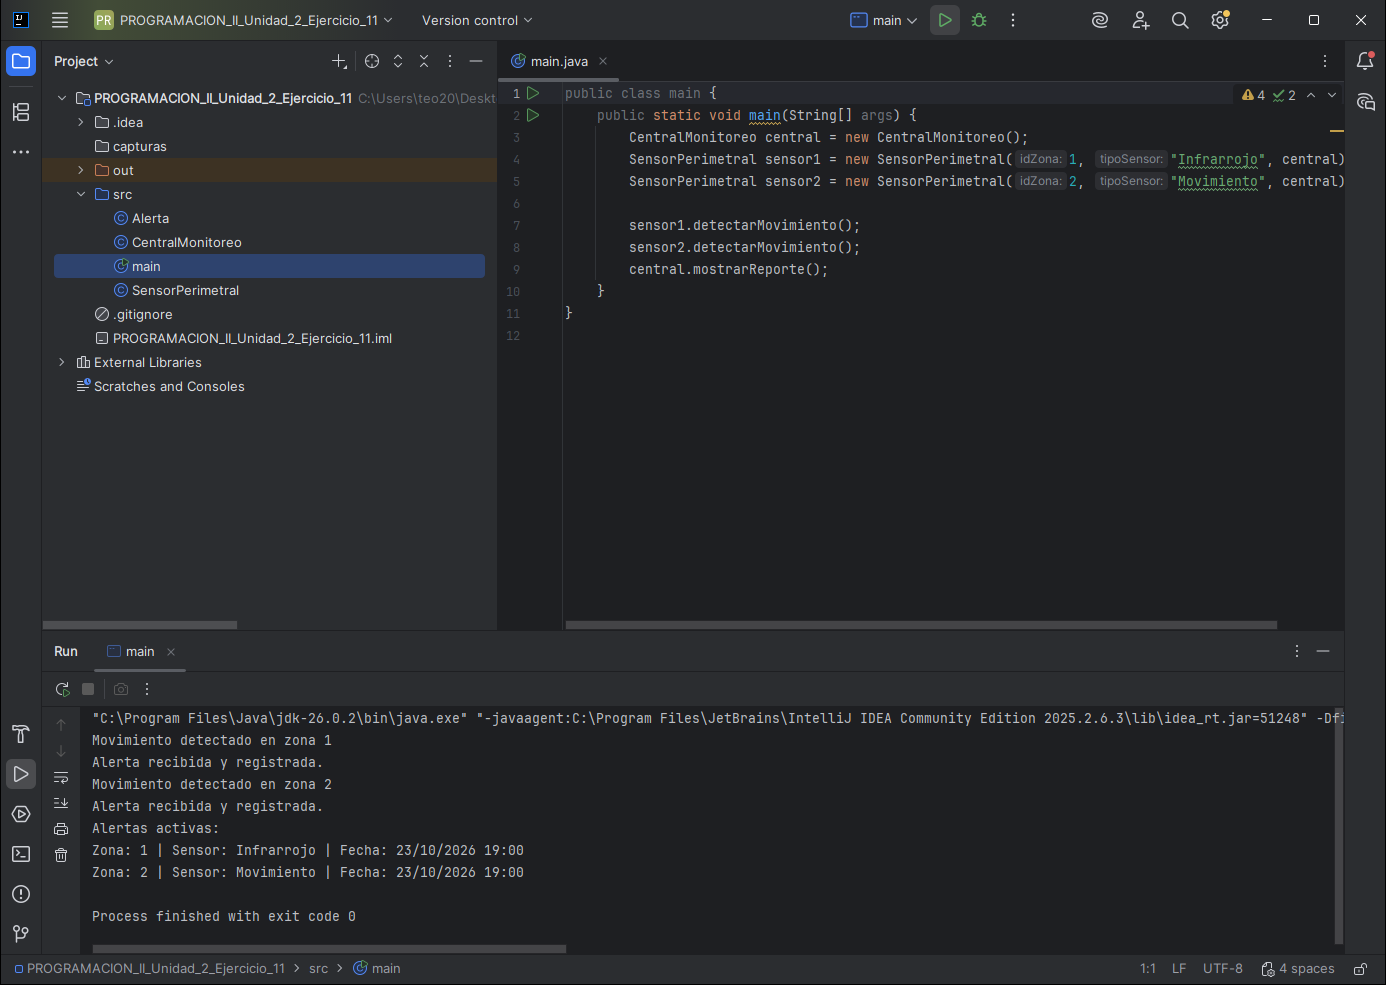 PR PROGRAMACION_II_Unidad_2_Ejercicio_11 Version control main
Project
PROGRAMACION_II_Unidad_2_Ejercicio_11 C:\Users\teo20\Deskt
.idea
capturas
out
src
Alerta
CentralMonitoreo
main
SensorPerimetral
.gitignore
PROGRAMACION_II_Unidad_2_Ejercicio_11.iml
External Libraries
Scratches and Consoles
main.java
4 2
1 public class main {
2 public static void main(String[] args) {
3 CentralMonitoreo central = new CentralMonitoreo();
4 SensorPerimetral sensor1 = new SensorPerimetral( idZona: 1, tipoSensor: "Infrarrojo", central)
5 SensorPerimetral sensor2 = new SensorPerimetral( idZona: 2, tipoSensor: "Movimiento", central)
6
7 sensor1.detectarMovimiento();
8 sensor2.detectarMovimiento();
9 central.mostrarReporte();
10 }
11 }
12
Run main
"C:\Program Files\Java\jdk-26.0.2\bin\java.exe" "-javaagent:C:\Program Files\JetBrains\IntelliJ IDEA Community Edition 2025.2.6.3\lib\idea_rt.jar=51248" -Dfi
Movimiento detectado en zona 1
Alerta recibida y registrada.
Movimiento detectado en zona 2
Alerta recibida y registrada.
Alertas activas:
Zona: 1 | Sensor: Infrarrojo | Fecha: 23/10/2026 19:00
Zona: 2 | Sensor: Movimiento | Fecha: 23/10/2026 19:00
Process finished with exit code 0
PROGRAMACION_II_Unidad_2_Ejercicio_11 > src > main 1:1 LF UTF-8 4 spaces